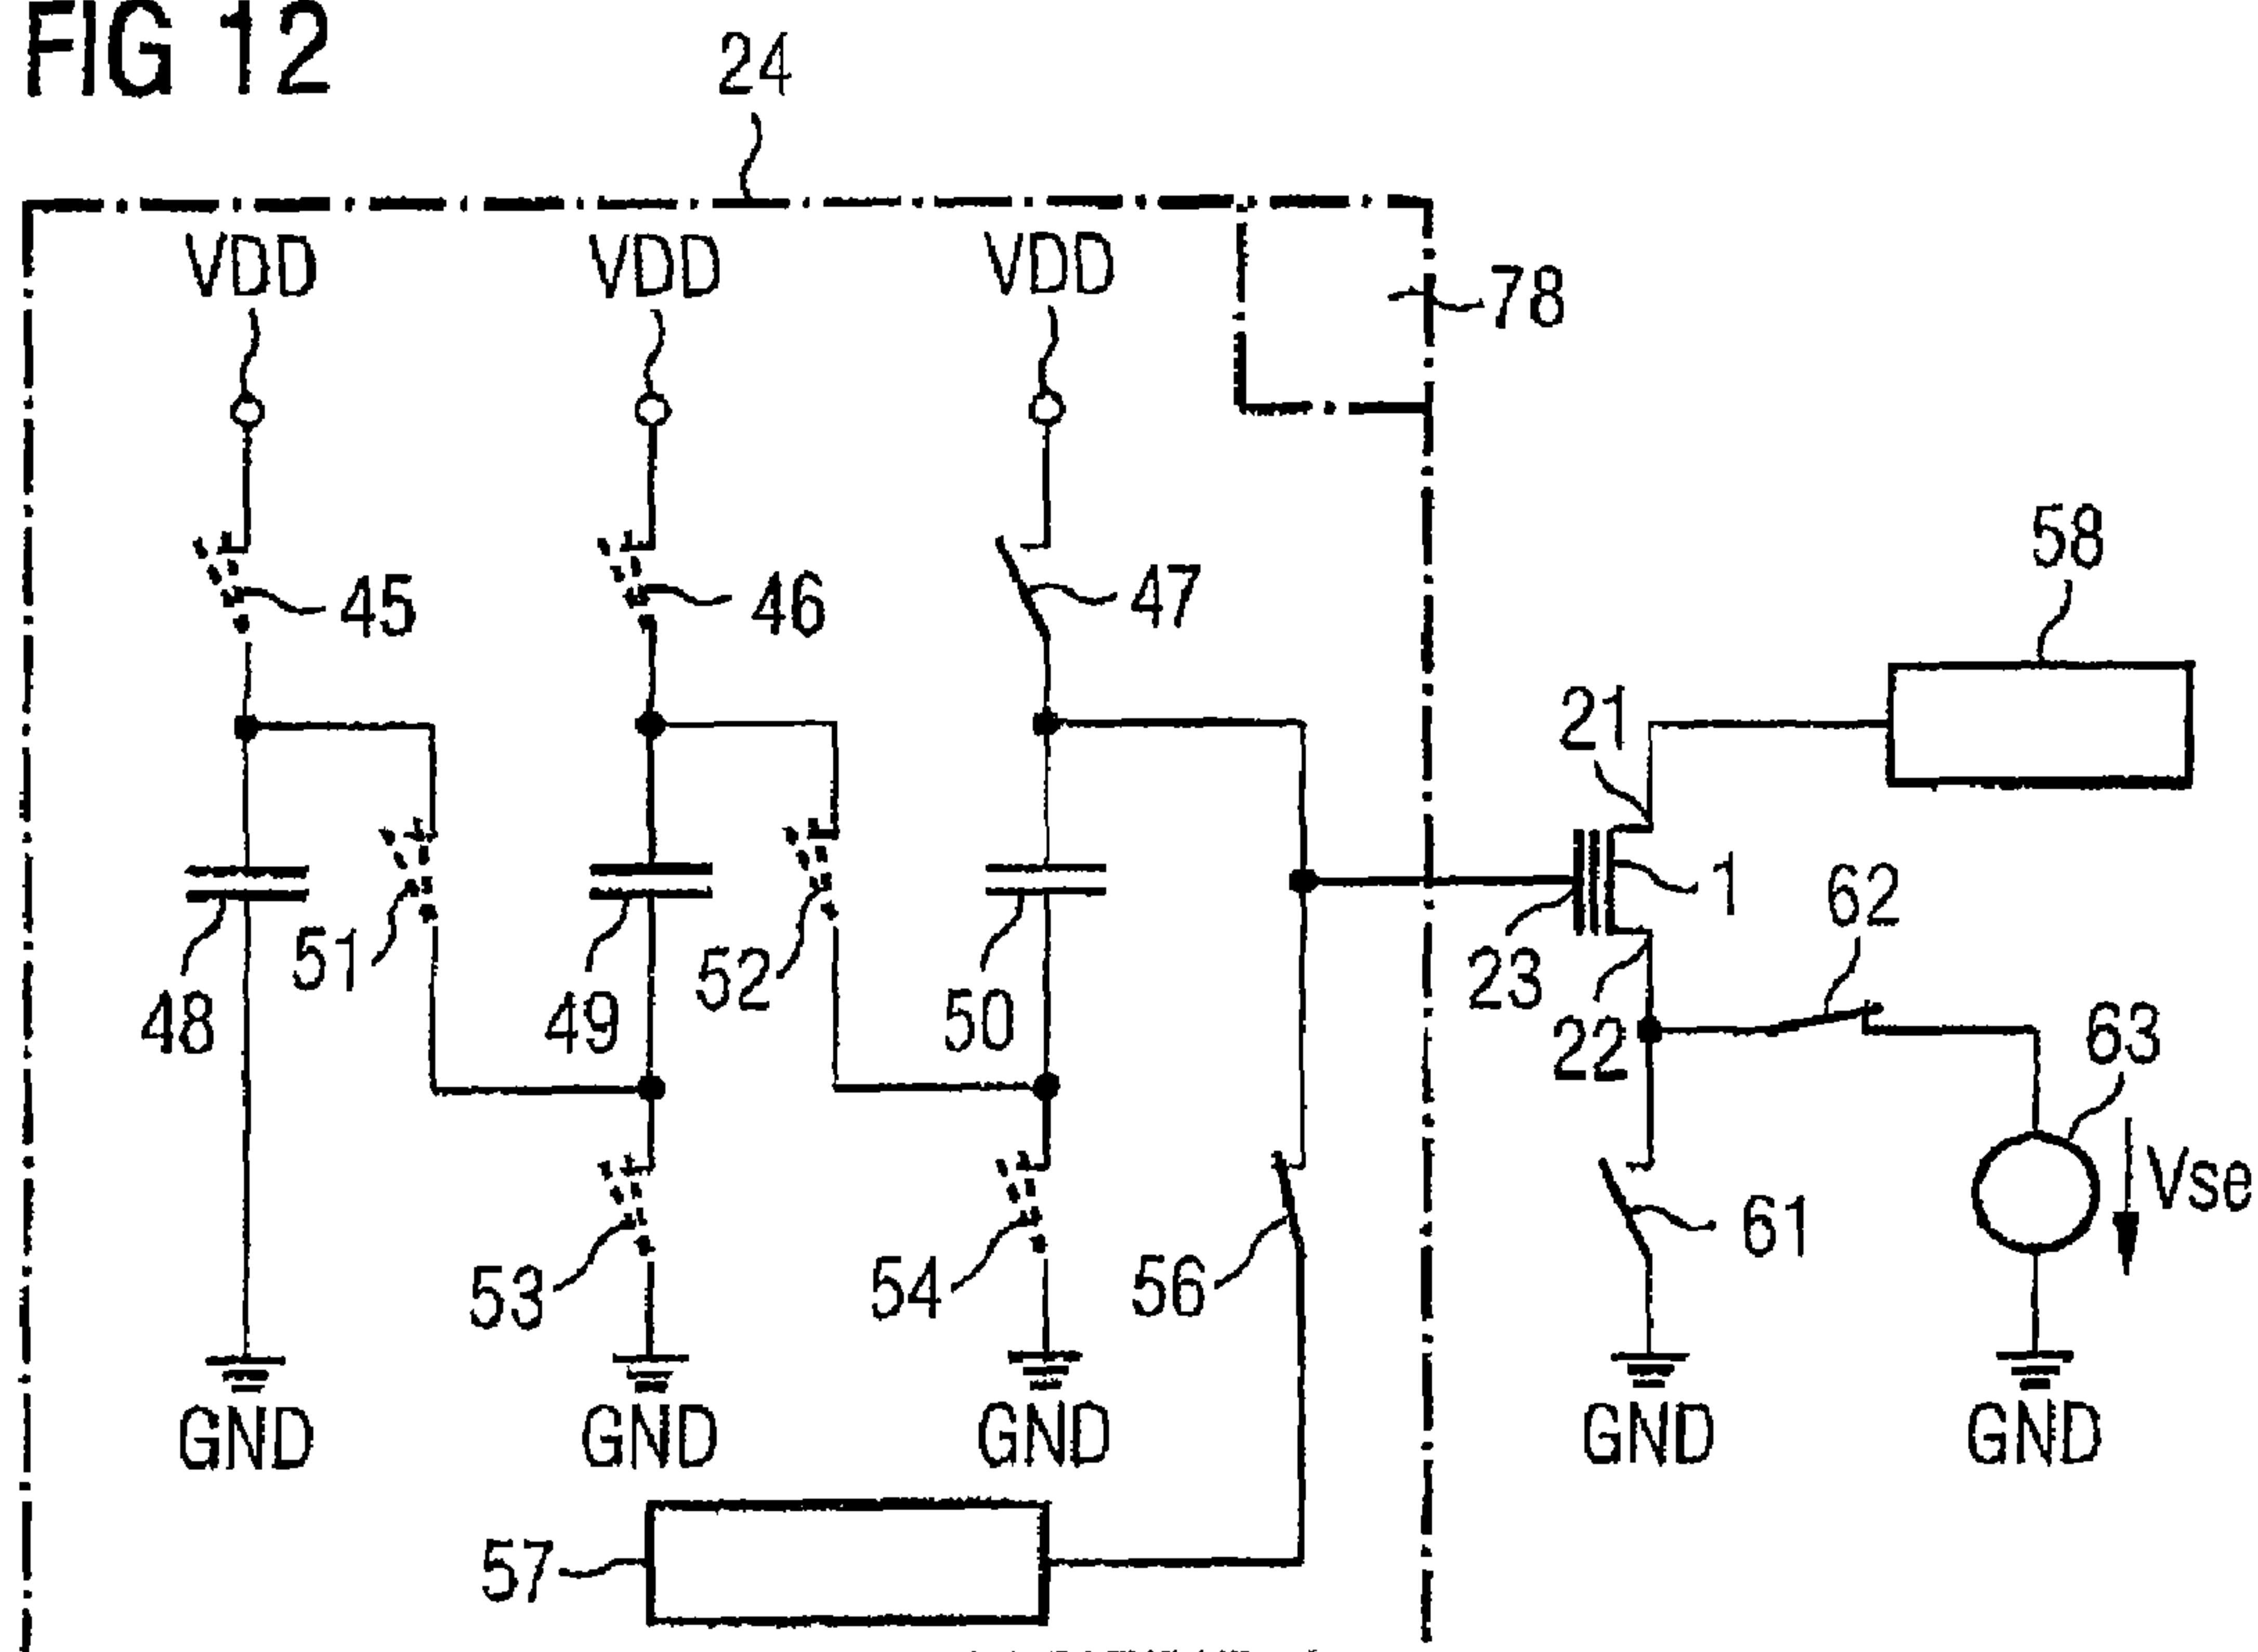 FIG 12
24
VDD VDD VDD
78
45 46 47
58
21
1
62
51 52
48 49 50
23
22
63
Vse
53 54 56
61
GND GND GND GND GND
57